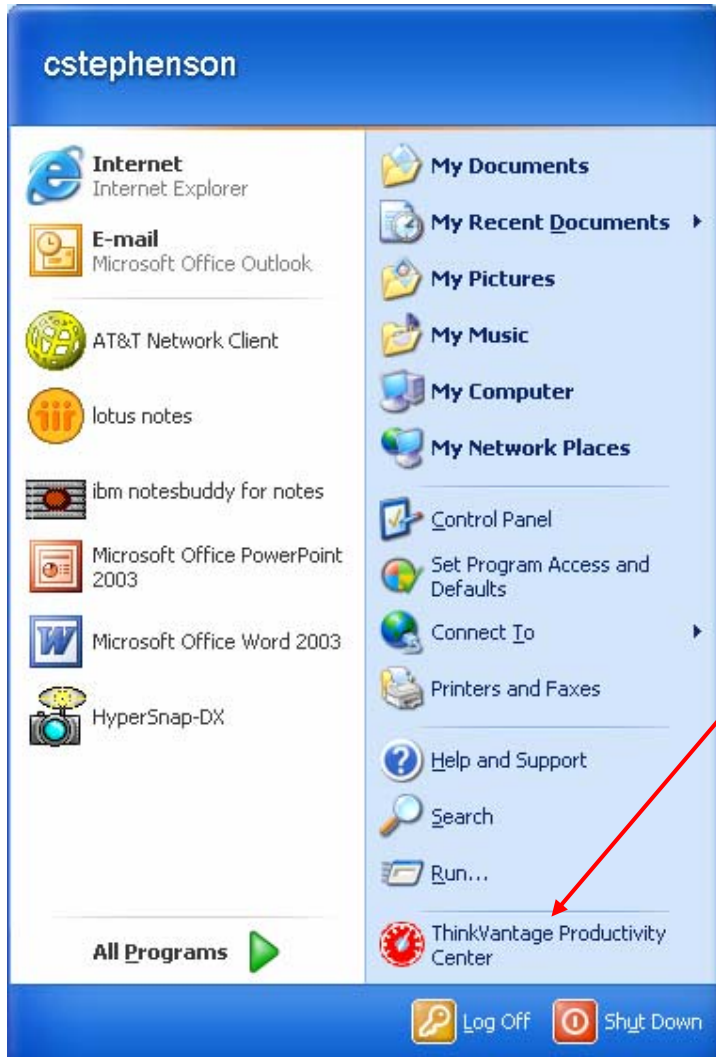 cstephenson
Internet
Internet Explorer
E-mail
Microsoft Office Outlook
AT&T Network Client
lotus notes
ibm notesbuddy for notes
Microsoft Office PowerPoint
2003
Microsoft Office Word 2003
HyperSnap-DX
All Programs
My Documents
My Recent Documents
My Pictures
My Music
My Computer
My Network Places
Control Panel
Set Program Access and
Defaults
Connect To
Printers and Faxes
Help and Support
Search
Run...
ThinkVantage Productivity
Center
Log Off
Shut Down